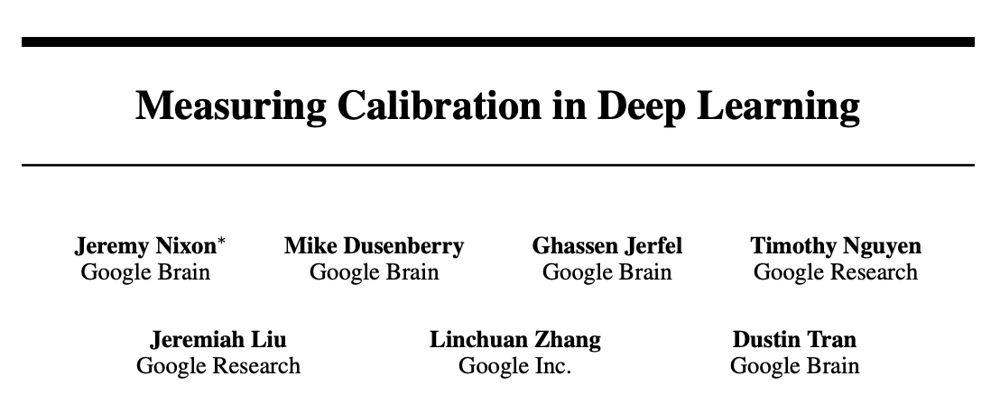 Measuring Calibration in Deep Learning
Jeremy Nixon* Mike Dusenberry Ghassen Jerfel Timothy Nguyen
Google Brain Google Brain Google Brain Google Research
Jeremiah Liu Linchuan Zhang Dustin Tran
Google Research Google Inc. Google Brain